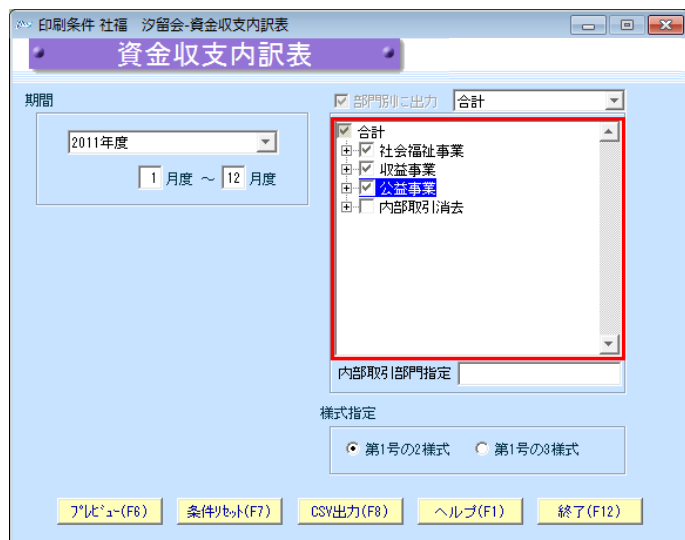 印刷条件 社福　汐留会-資金収支内訳表
資金収支内訳表
期間
2011年度
1 月度 ～ 12 月度
部門別に出力 合計
合計
社会福祉事業
収益事業
公益事業
内部取引消去
内部取引部門指定
様式指定
第1号の2様式 第1号の3様式
ﾌﾟﾚﾋﾞｭｰ(F6) 条件ﾘｾｯﾄ(F7) CSV出力(F8) ヘルプ(F1) 終了(F12)